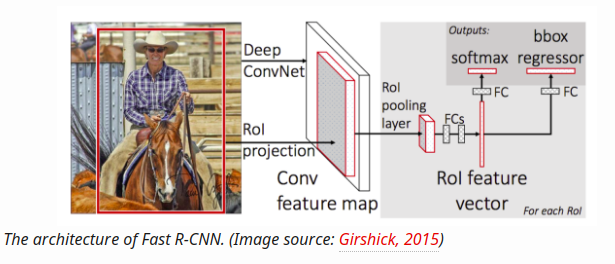 Outputs:
bbox
softmax regressor
Deep
ConvNet
FC
FC
RoI
pooling
layer
FCs
RoI
projection
Conv
feature map
RoI feature
vector
For each RoI
The architecture of Fast R-CNN. (Image source: Girshick, 2015)